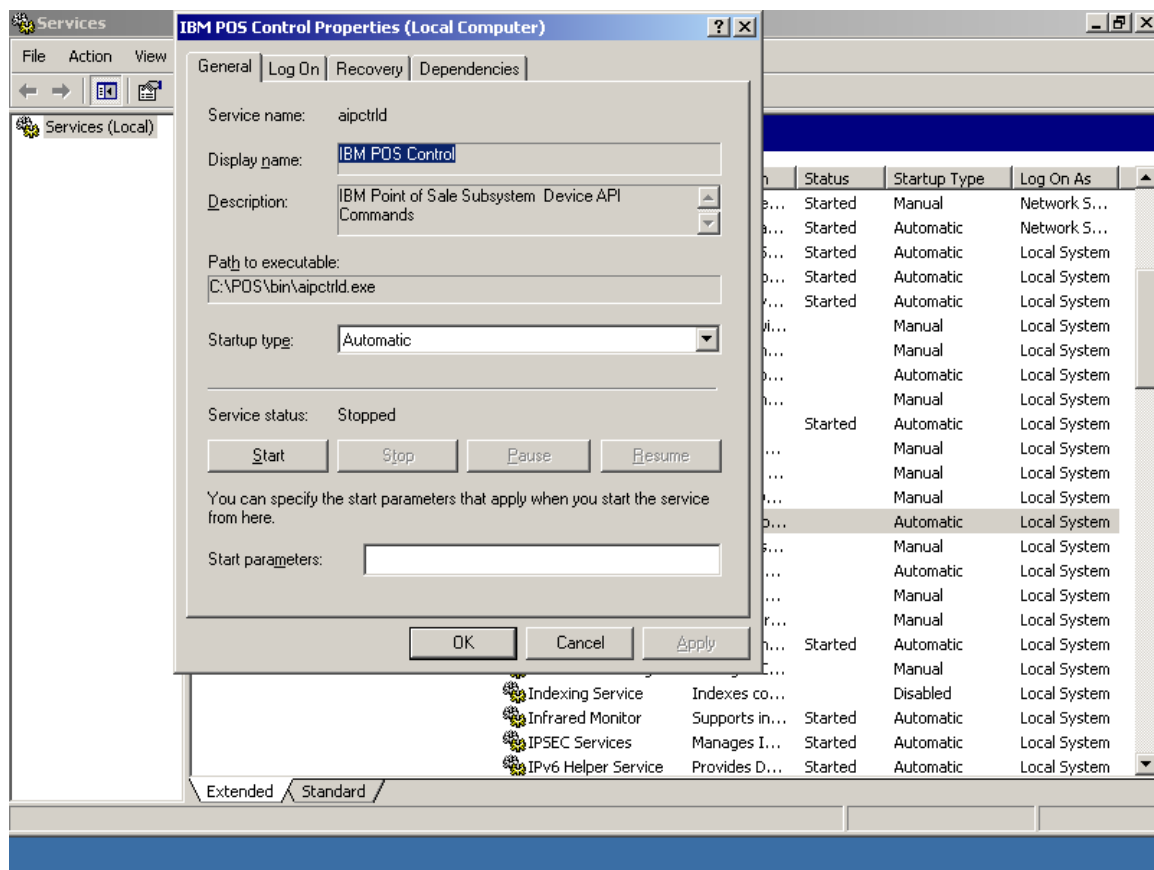 Services
IBM POS Control Properties (Local Computer)
File Action View
General Log On Recovery Dependencies
Services (Local)
Service name: aipctrld
Display name: IBM POS Control
Description: IBM Point of Sale Subsystem Device API
Commands
Path to executable:
C:\POS\bin\aipctrld.exe
Startup type: Automatic
Service status: Stopped
Start Stop Pause Resume
You can specify the start parameters that apply when you start the service
from here.
Start parameters:
OK Cancel Apply
Status Startup Type Log On As
Started Manual Network S...
Started Automatic Network S...
Started Automatic Local System
Started Automatic Local System
Started Automatic Local System
Manual Local System
Manual Local System
Automatic Local System
Manual Local System
Started Automatic Local System
Manual Local System
Manual Local System
Manual Local System
Automatic Local System
Manual Local System
Automatic Local System
Manual Local System
Manual Local System
Started Automatic Local System
Manual Local System
Indexing Service Indexes co... Disabled Local System
Infrared Monitor Supports in... Started Automatic Local System
IPSEC Services Manages I... Started Automatic Local System
IPv6 Helper Service Provides D... Started Automatic Local System
Extended Standard